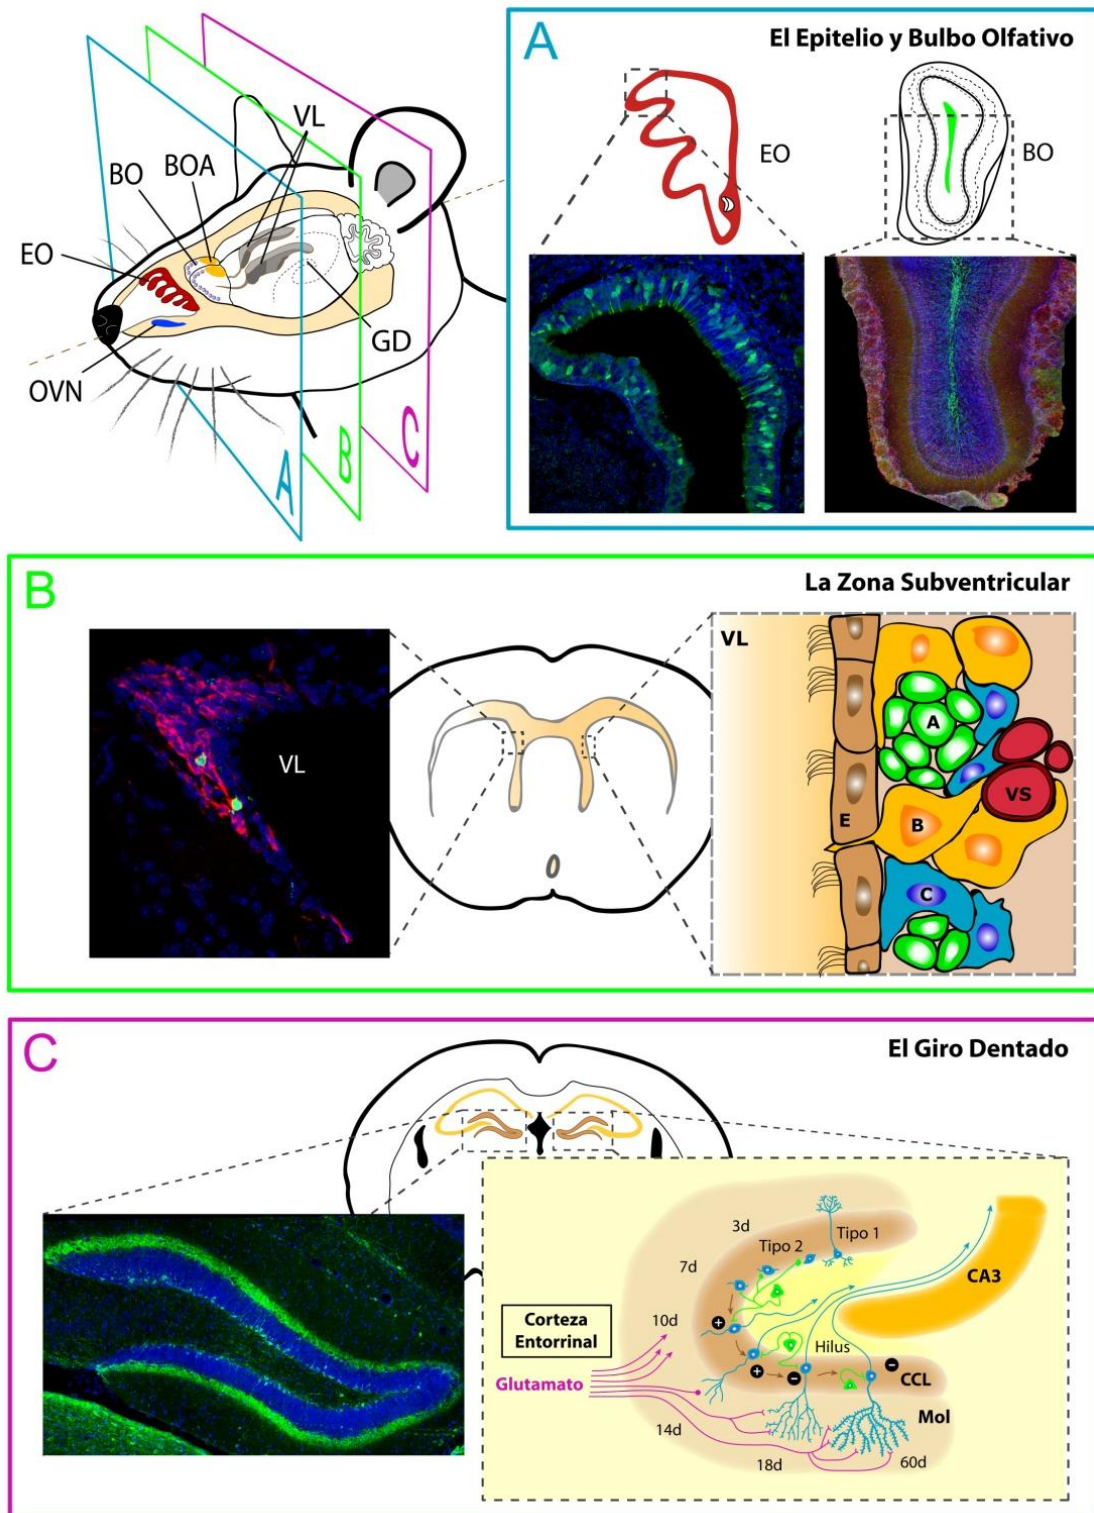 VL
BOA
BO
EO
GD
OVN
A
B
C
A
El Epitelio y Bulbo Olfativo
EO
BO
B
La Zona Subventricular
VL
VL
A
VS
E
B
C
C
El Giro Dentado
3d
Tipo 1
Tipo 2
7d
CA3
10d
+
Corteza
Entorrinal
Hilus
+
-
-
CCL
Glutamato
Mol
14d
18d
60d